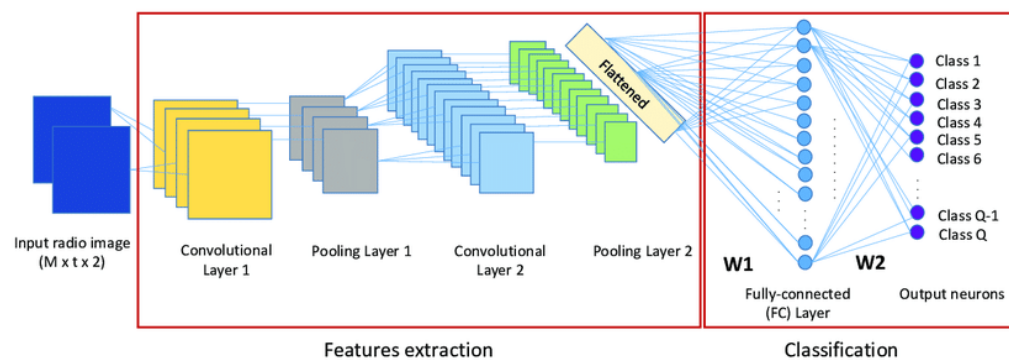 Input radio image
(M x t x 2)
Convolutional
Layer 1
Pooling Layer 1
Convolutional
Layer 2
Pooling Layer 2
Flattened
W1
Fully-connected
(FC) Layer
W2
Class 1
Class 2
Class 3
Class 4
Class 5
Class 6
Class Q-1
Class Q
Output neurons
Features extraction
Classification